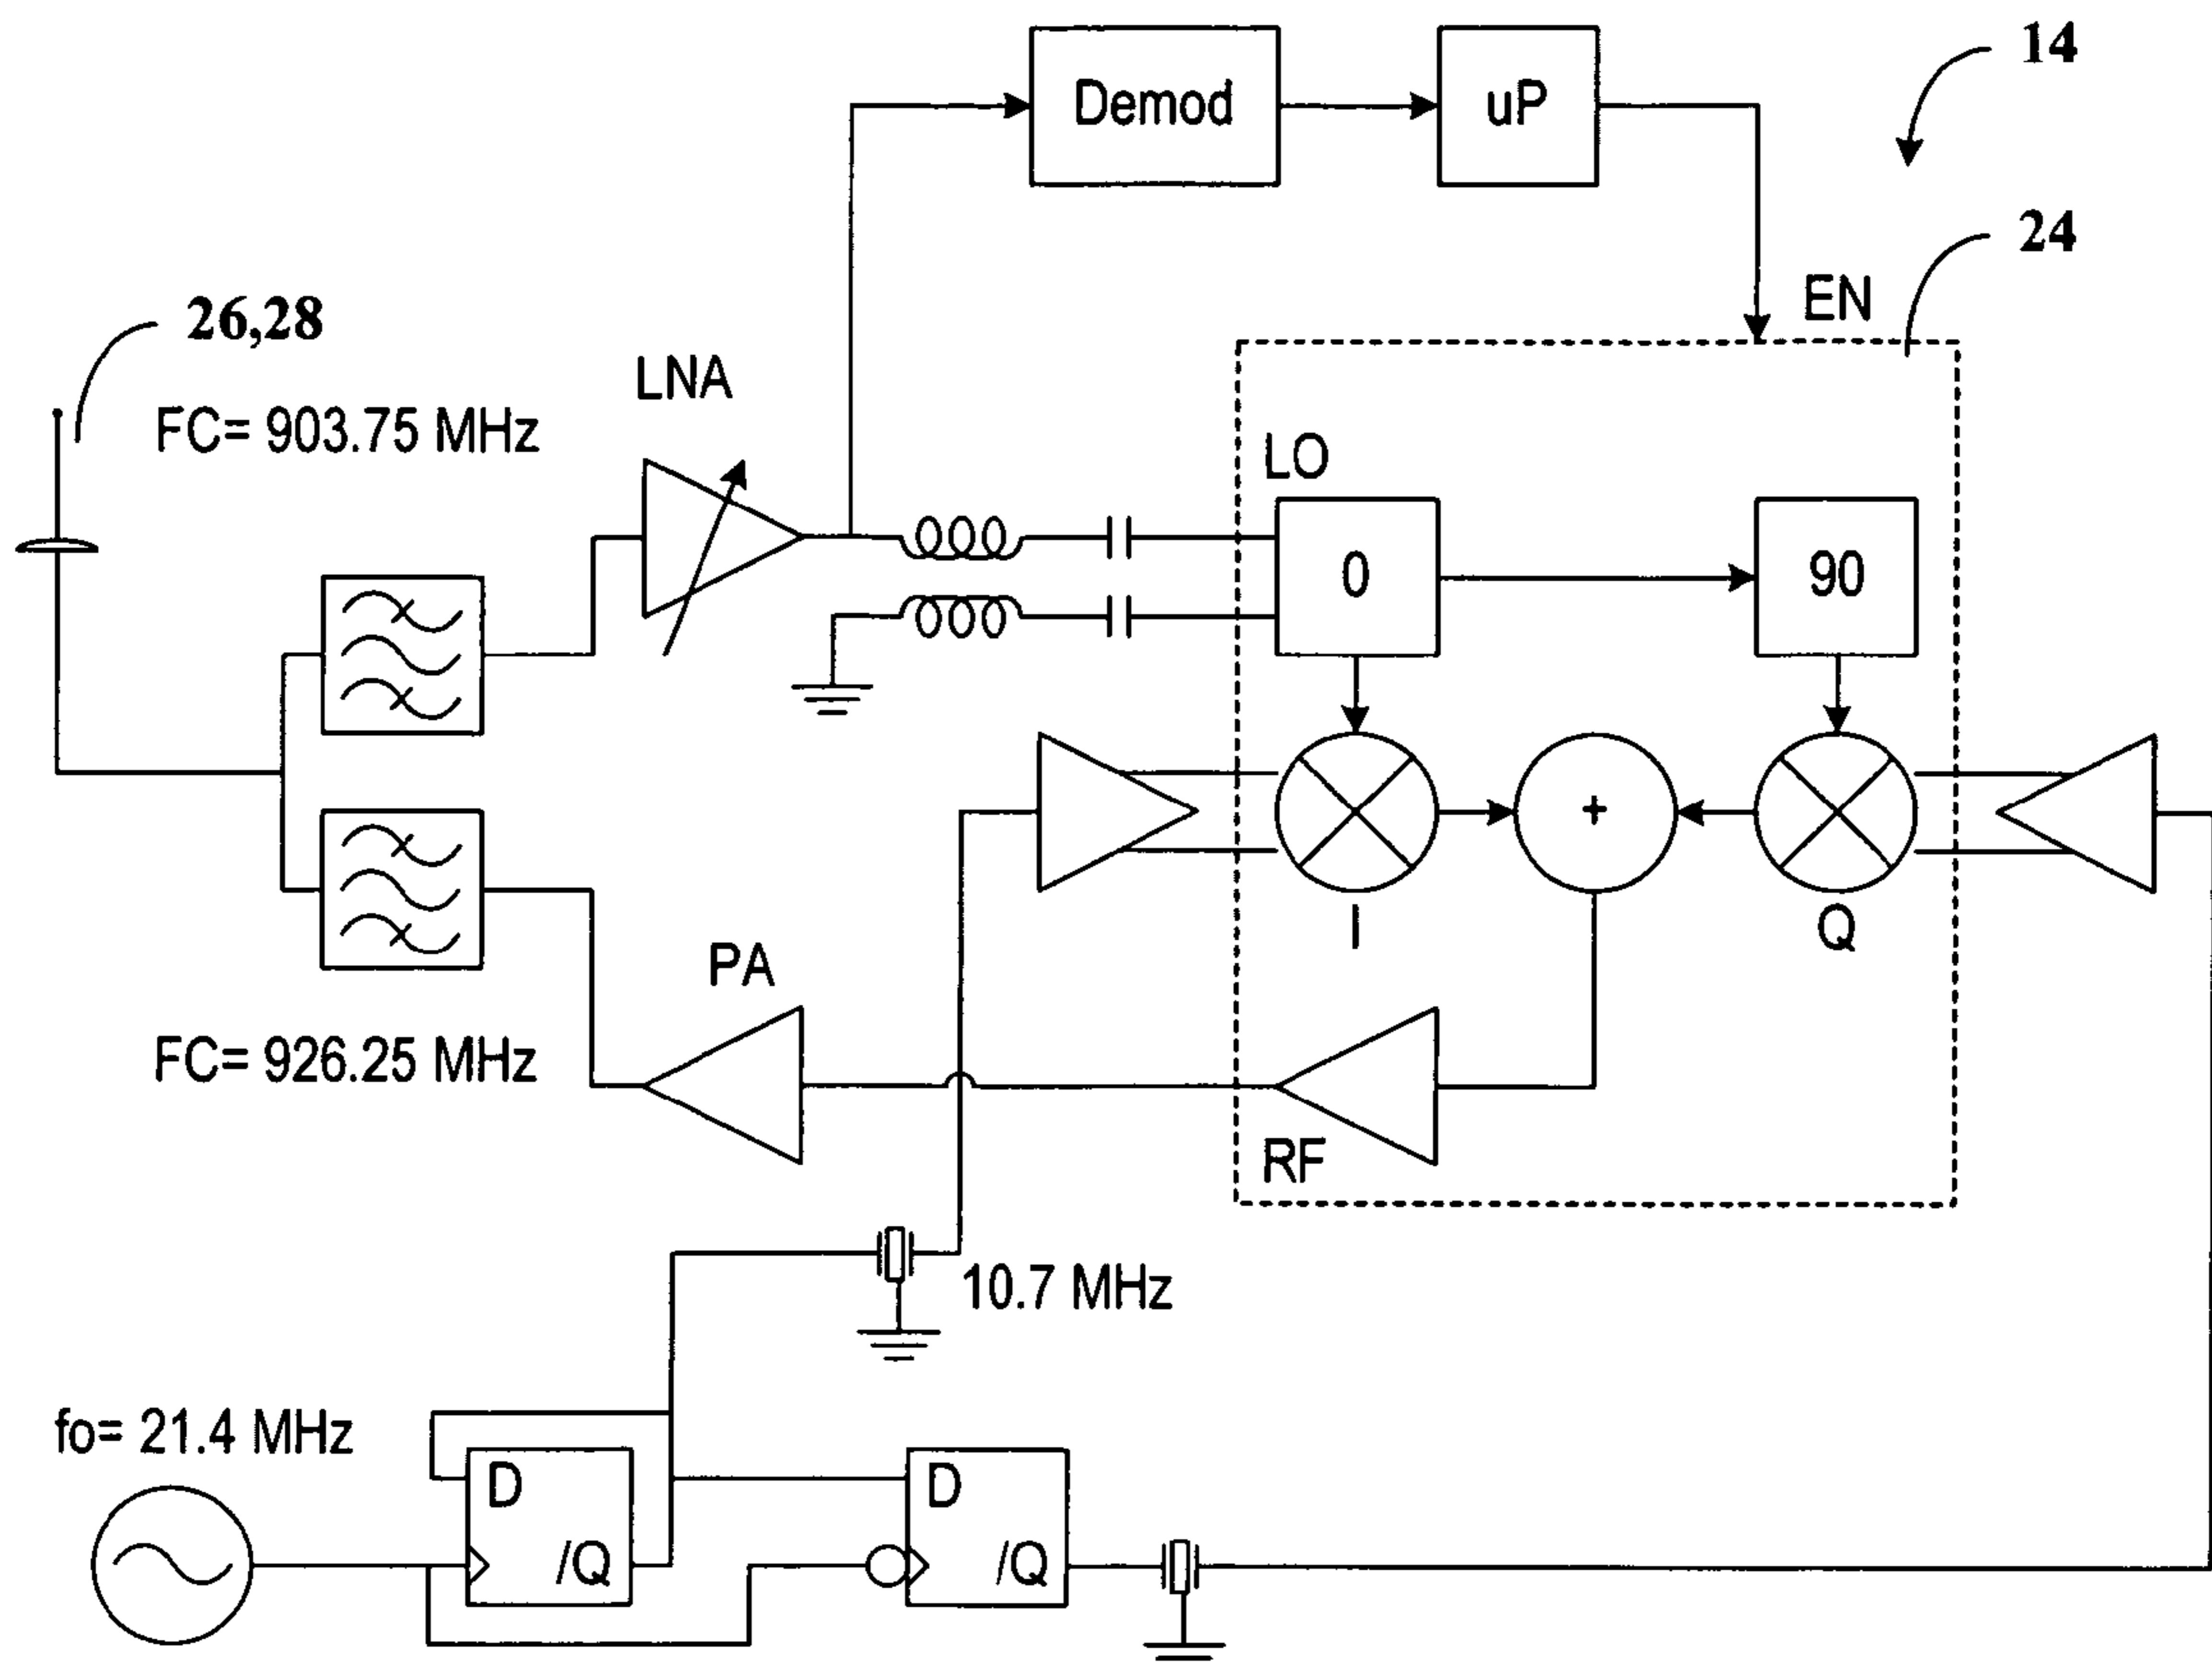 14
Demod
uP
24
EN
26,28
LNA
FC= 903.75 MHz
LO
0
90
+
I
Q
PA
FC= 926.25 MHz
RF
10.7 MHz
fo= 21.4 MHz
D
D
/Q
/Q